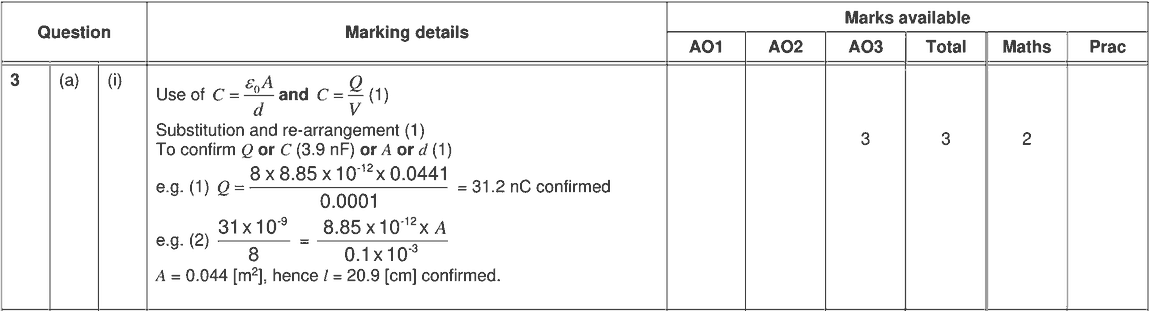 Question Marking details Marks available
AO1 AO2 AO3 Total Maths Prac
3 (a) (i) Use of C = ε₀A/d and C = Q/V (1)
Substitution and re-arrangement (1)
To confirm Q or C (3.9 nF) or A or d (1) 3 3 2
e.g. (1) Q = 8 x 8.85 x 10⁻¹² x 0.0441 / 0.0001 = 31.2 nC confirmed
e.g. (2) 31 x 10⁻⁹ / 8 = 8.85 x 10⁻¹² x A / 0.1 x 10⁻³
A = 0.044 [m²], hence l = 20.9 [cm] confirmed.